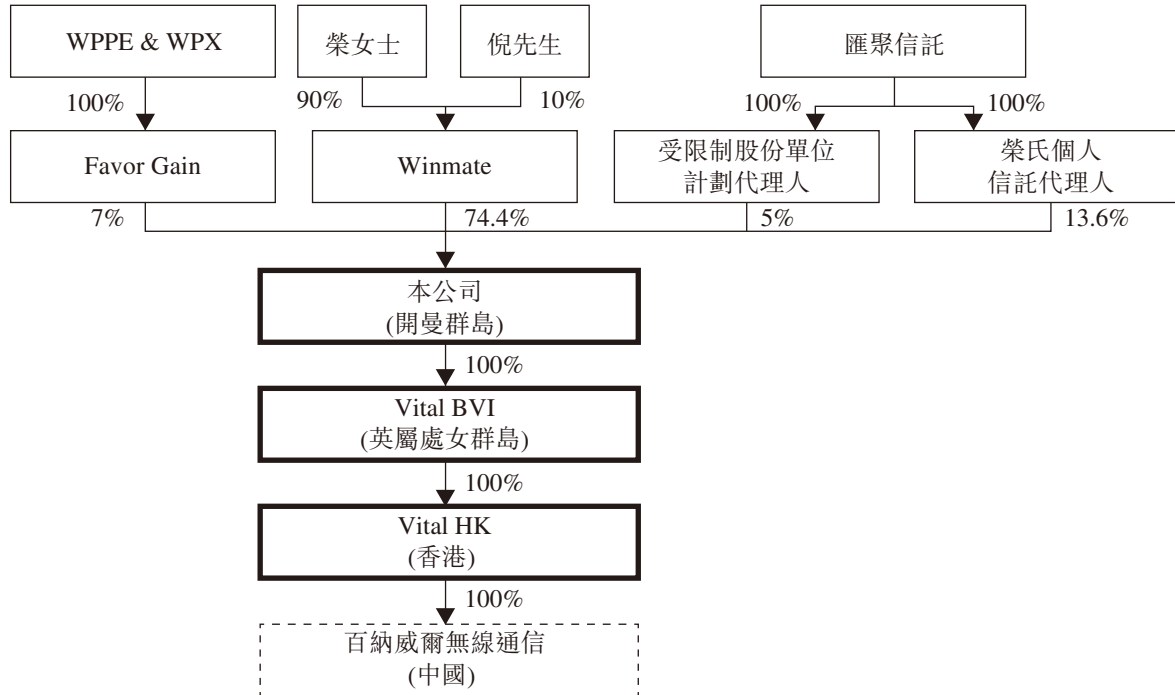 WPPE & WPX
榮女士
倪先生
匯聚信託
100%
90%
10%
100%
100%
Favor Gain
Winmate
受限制股份單位
計劃代理人
榮氏個人
信託代理人
7%
74.4%
5%
13.6%
本公司
(開曼群島)
100%
Vital BVI
(英屬處女群島)
100%
Vital HK
(香港)
100%
百納威爾無線通信
(中國)